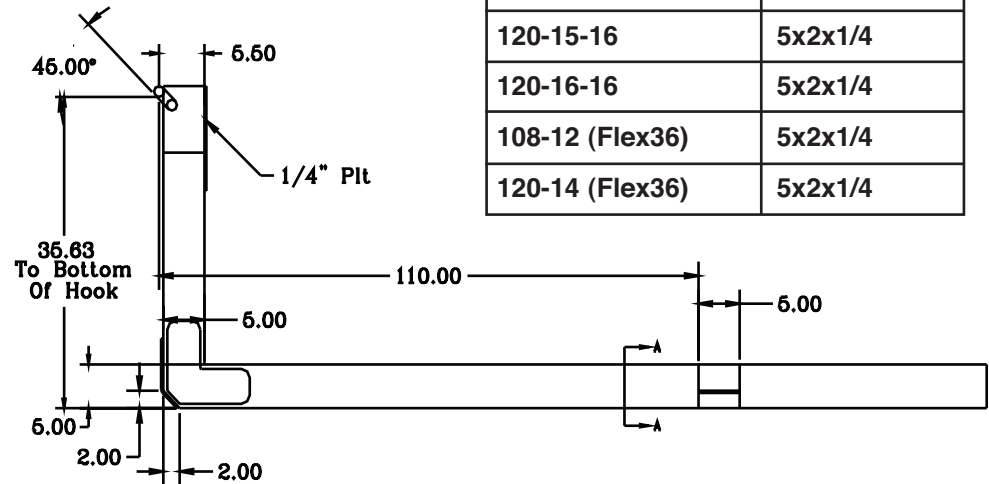 120-15-16 5x2x1/4
120-16-16 5x2x1/4
108-12 (Flex36) 5x2x1/4
120-14 (Flex36) 5x2x1/4
45.00°
5.50
1/4" Plt
35.63
To Bottom
Of Hook
110.00
5.00
5.00
A
A
5.00
2.00
2.00